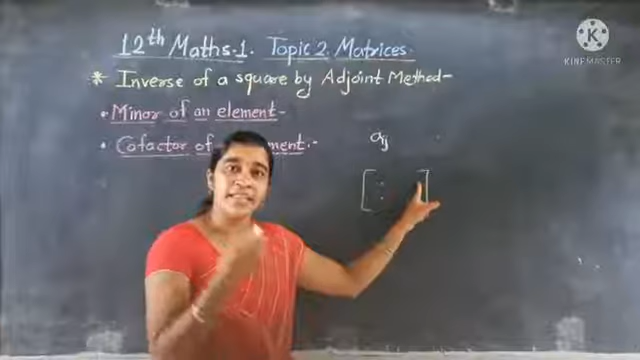 12th Maths.1. Topic 2. Matrices.
* Inverse of a square by Adjoint Method-
• Minor of an element-
• Cofactor of
aij
K
KINEMASTER